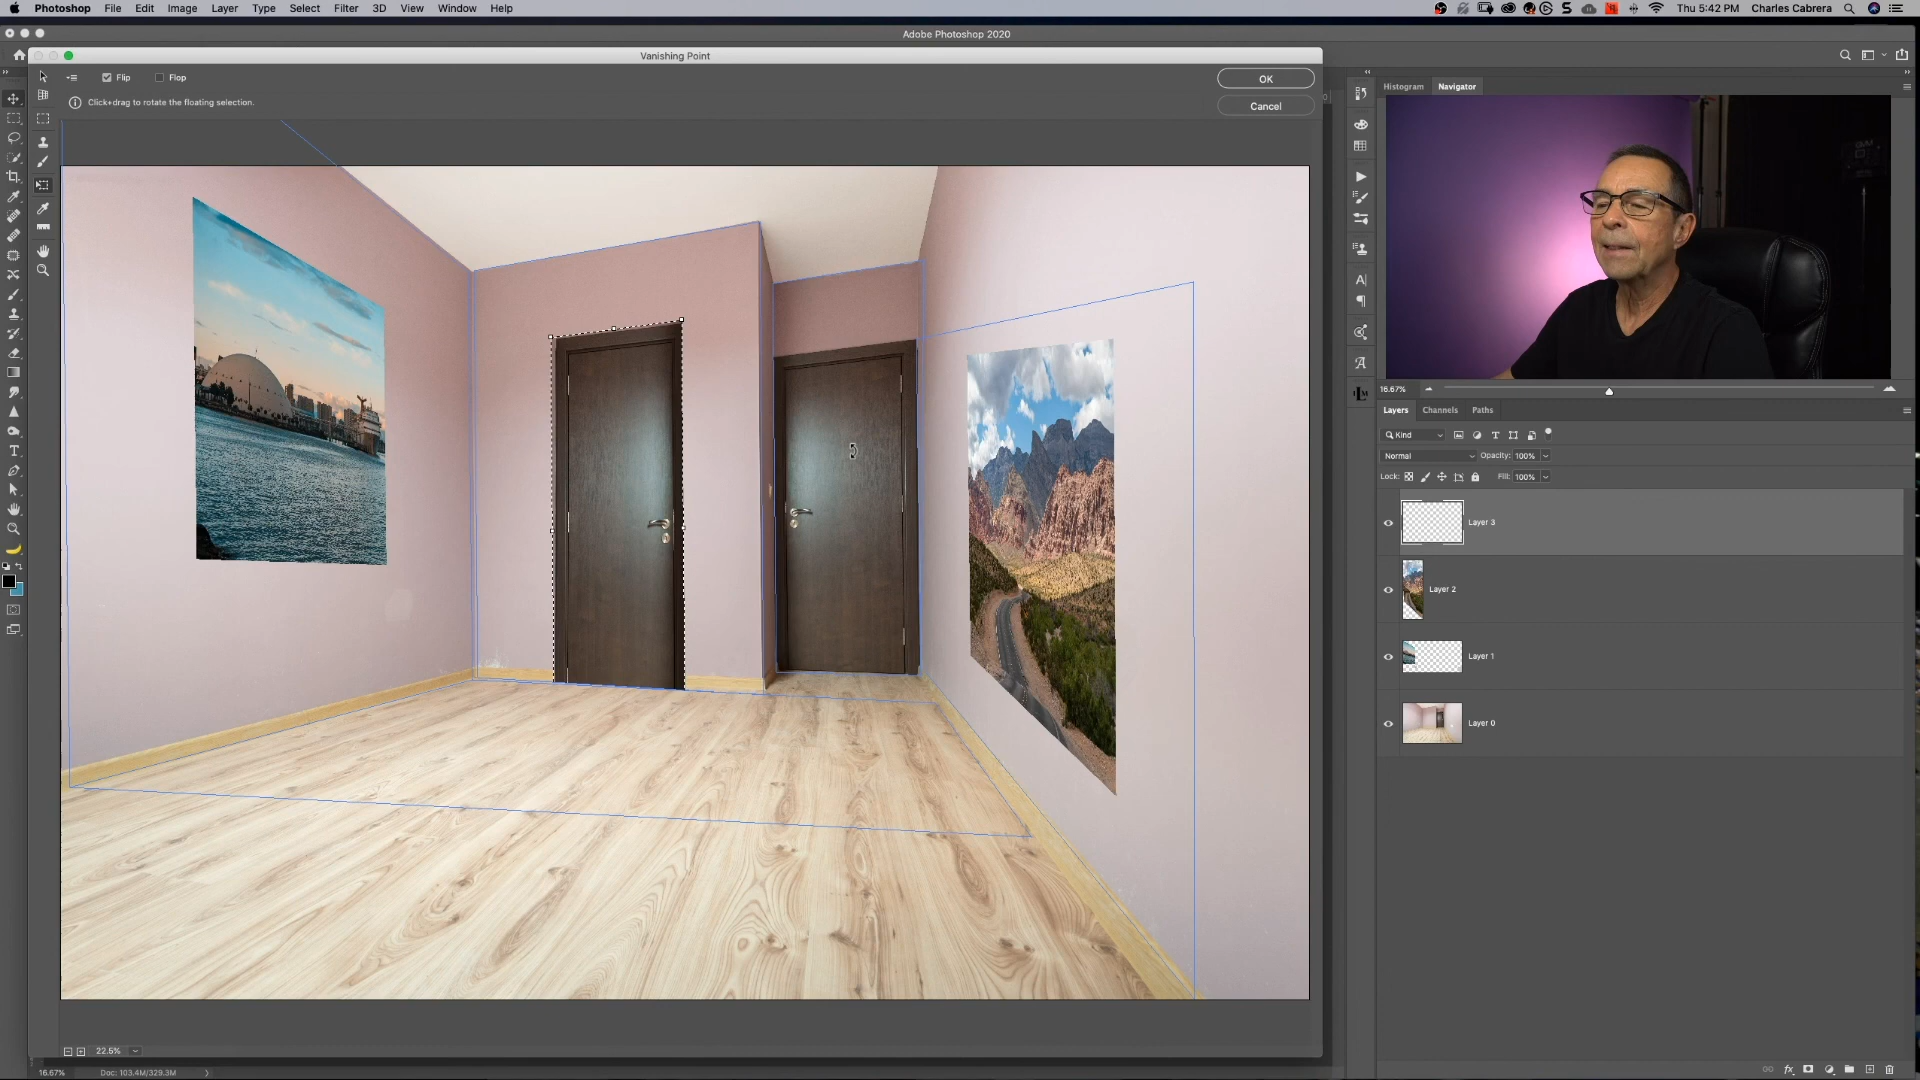 Photoshop File Edit Image Layer Type Select Filter 3D View Window Help
Thu 5:42 PM Charles Cabrera
Adobe Photoshop 2020
Vanishing Point
Flip Flop
OK
Click+drag to rotate the floating selection.
Cancel
Histogram Navigator
16.67%
Layers Channels Paths
Kind
Normal Opacity: 100%
Lock: Fill: 100%
Layer 3
Layer 2
Layer 1
Layer 0
22.5%
16.67% Doc: 103.4M/329.3M